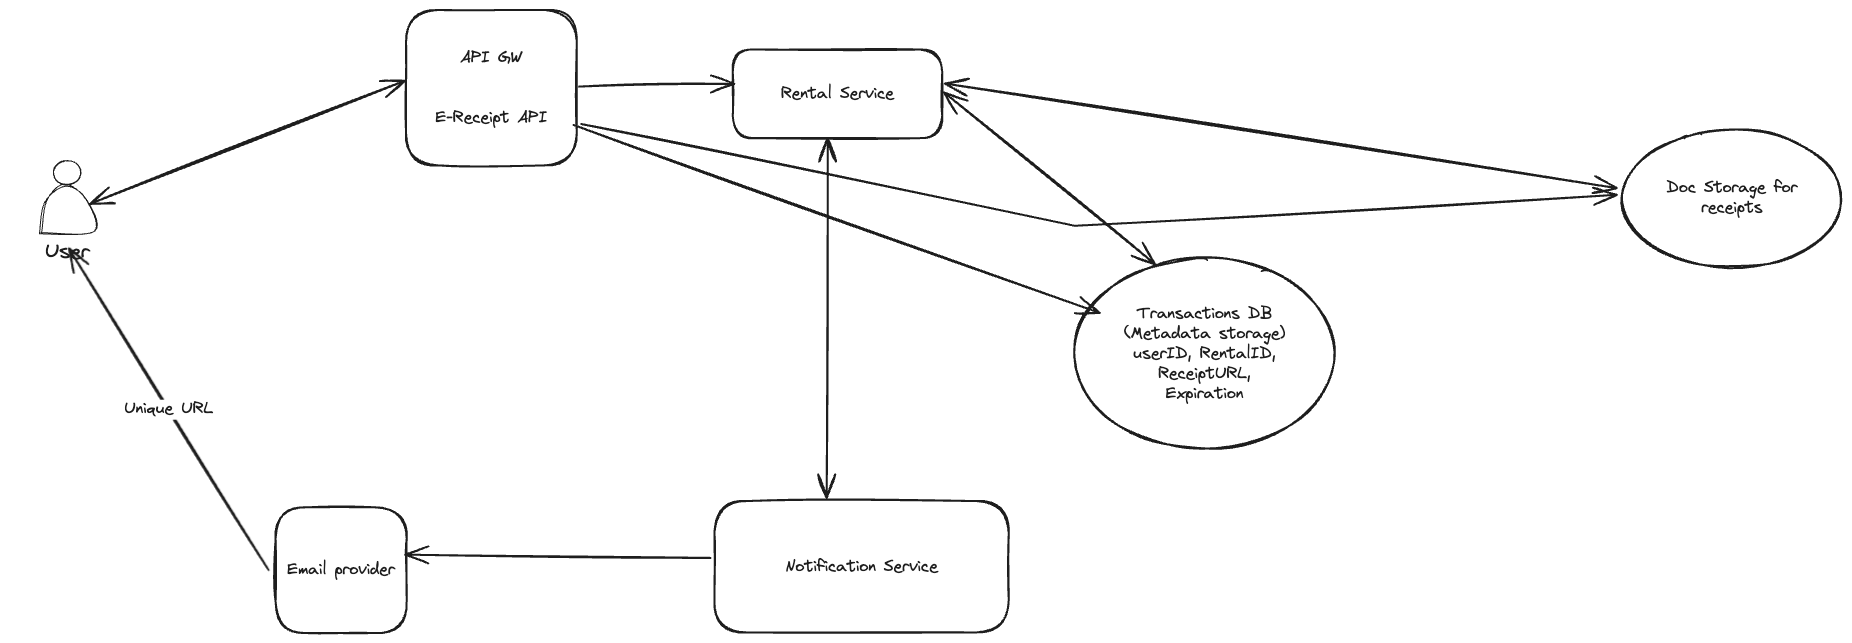 API GW
E-Receipt API
Rental Service
Doc Storage for
receipts
User
Transactions DB
(Metadata storage)
userID, RentalID,
ReceiptURL,
Expiration
Unique URL
Email provider
Notification Service